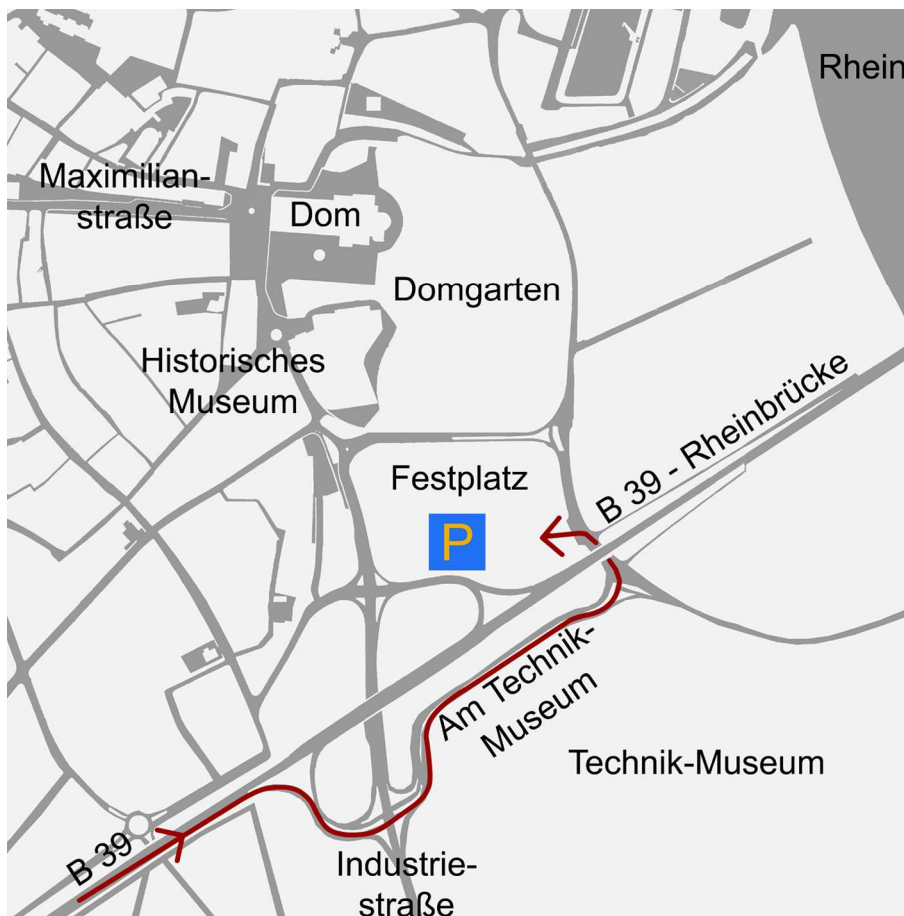 Rhein
Maximilian-
straße
Dom
Domgarten
Historisches
Museum
B 39 - Rheinbrücke
Festplatz
P
Am Technik-
Museum
Technik-Museum
B 39
Industrie-
straße